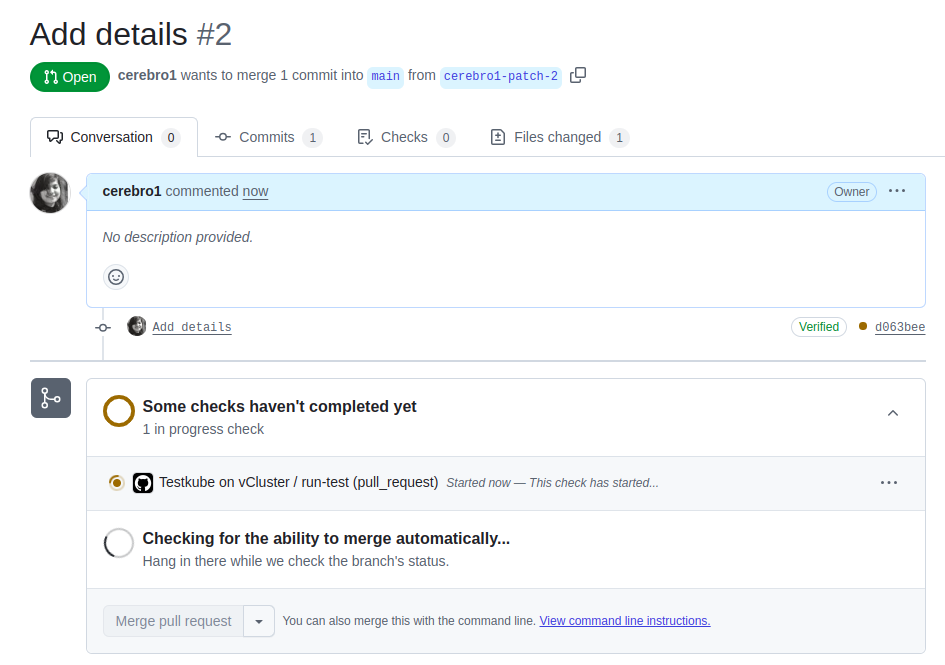 Add details #2
Open cerebro1 wants to merge 1 commit into main from cerebro1-patch-2
Conversation 0 Commits 1 Checks 0 Files changed 1
cerebro1 commented now Owner
No description provided.
Add details Verified d063bee
Some checks haven't completed yet
1 in progress check
Testkube on vCluster / run-test (pull_request) Started now — This check has started...
Checking for the ability to merge automatically...
Hang in there while we check the branch's status.
Merge pull request You can also merge this with the command line. View command line instructions.